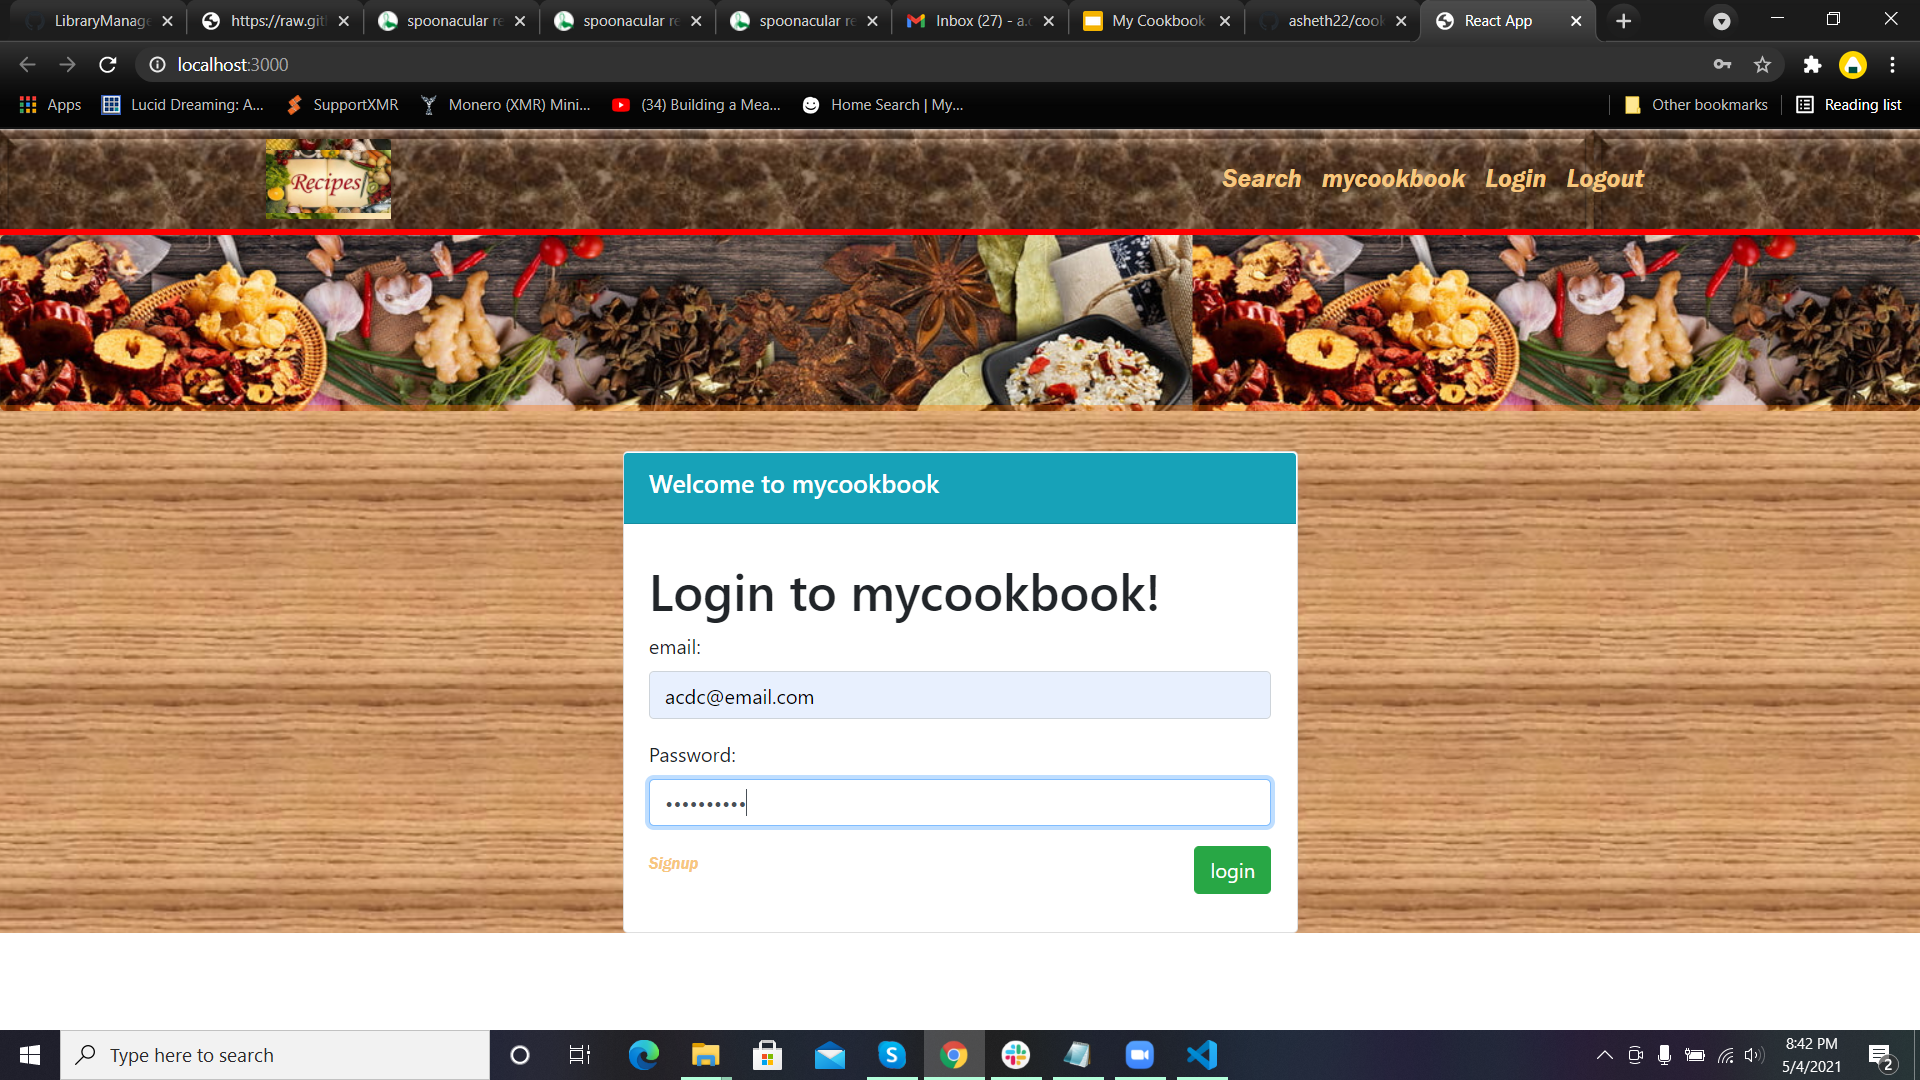 LibraryManage
https://raw.gitl
spoonacular re
spoonacular re
spoonacular re
Inbox (27) - a.c
My Cookbook
asheth22/cook
React App
localhost:3000
Apps
Lucid Dreaming: A...
SupportXMR
Monero (XMR) Mini...
(34) Building a Mea...
Home Search | My...
Other bookmarks
Reading list
Recipes
Search mycookbook Login Logout
Welcome to mycookbook
Login to mycookbook!
email:
acdc@email.com
Password:
••••••••••
Signup
login
Type here to search
8:42 PM
5/4/2021
2